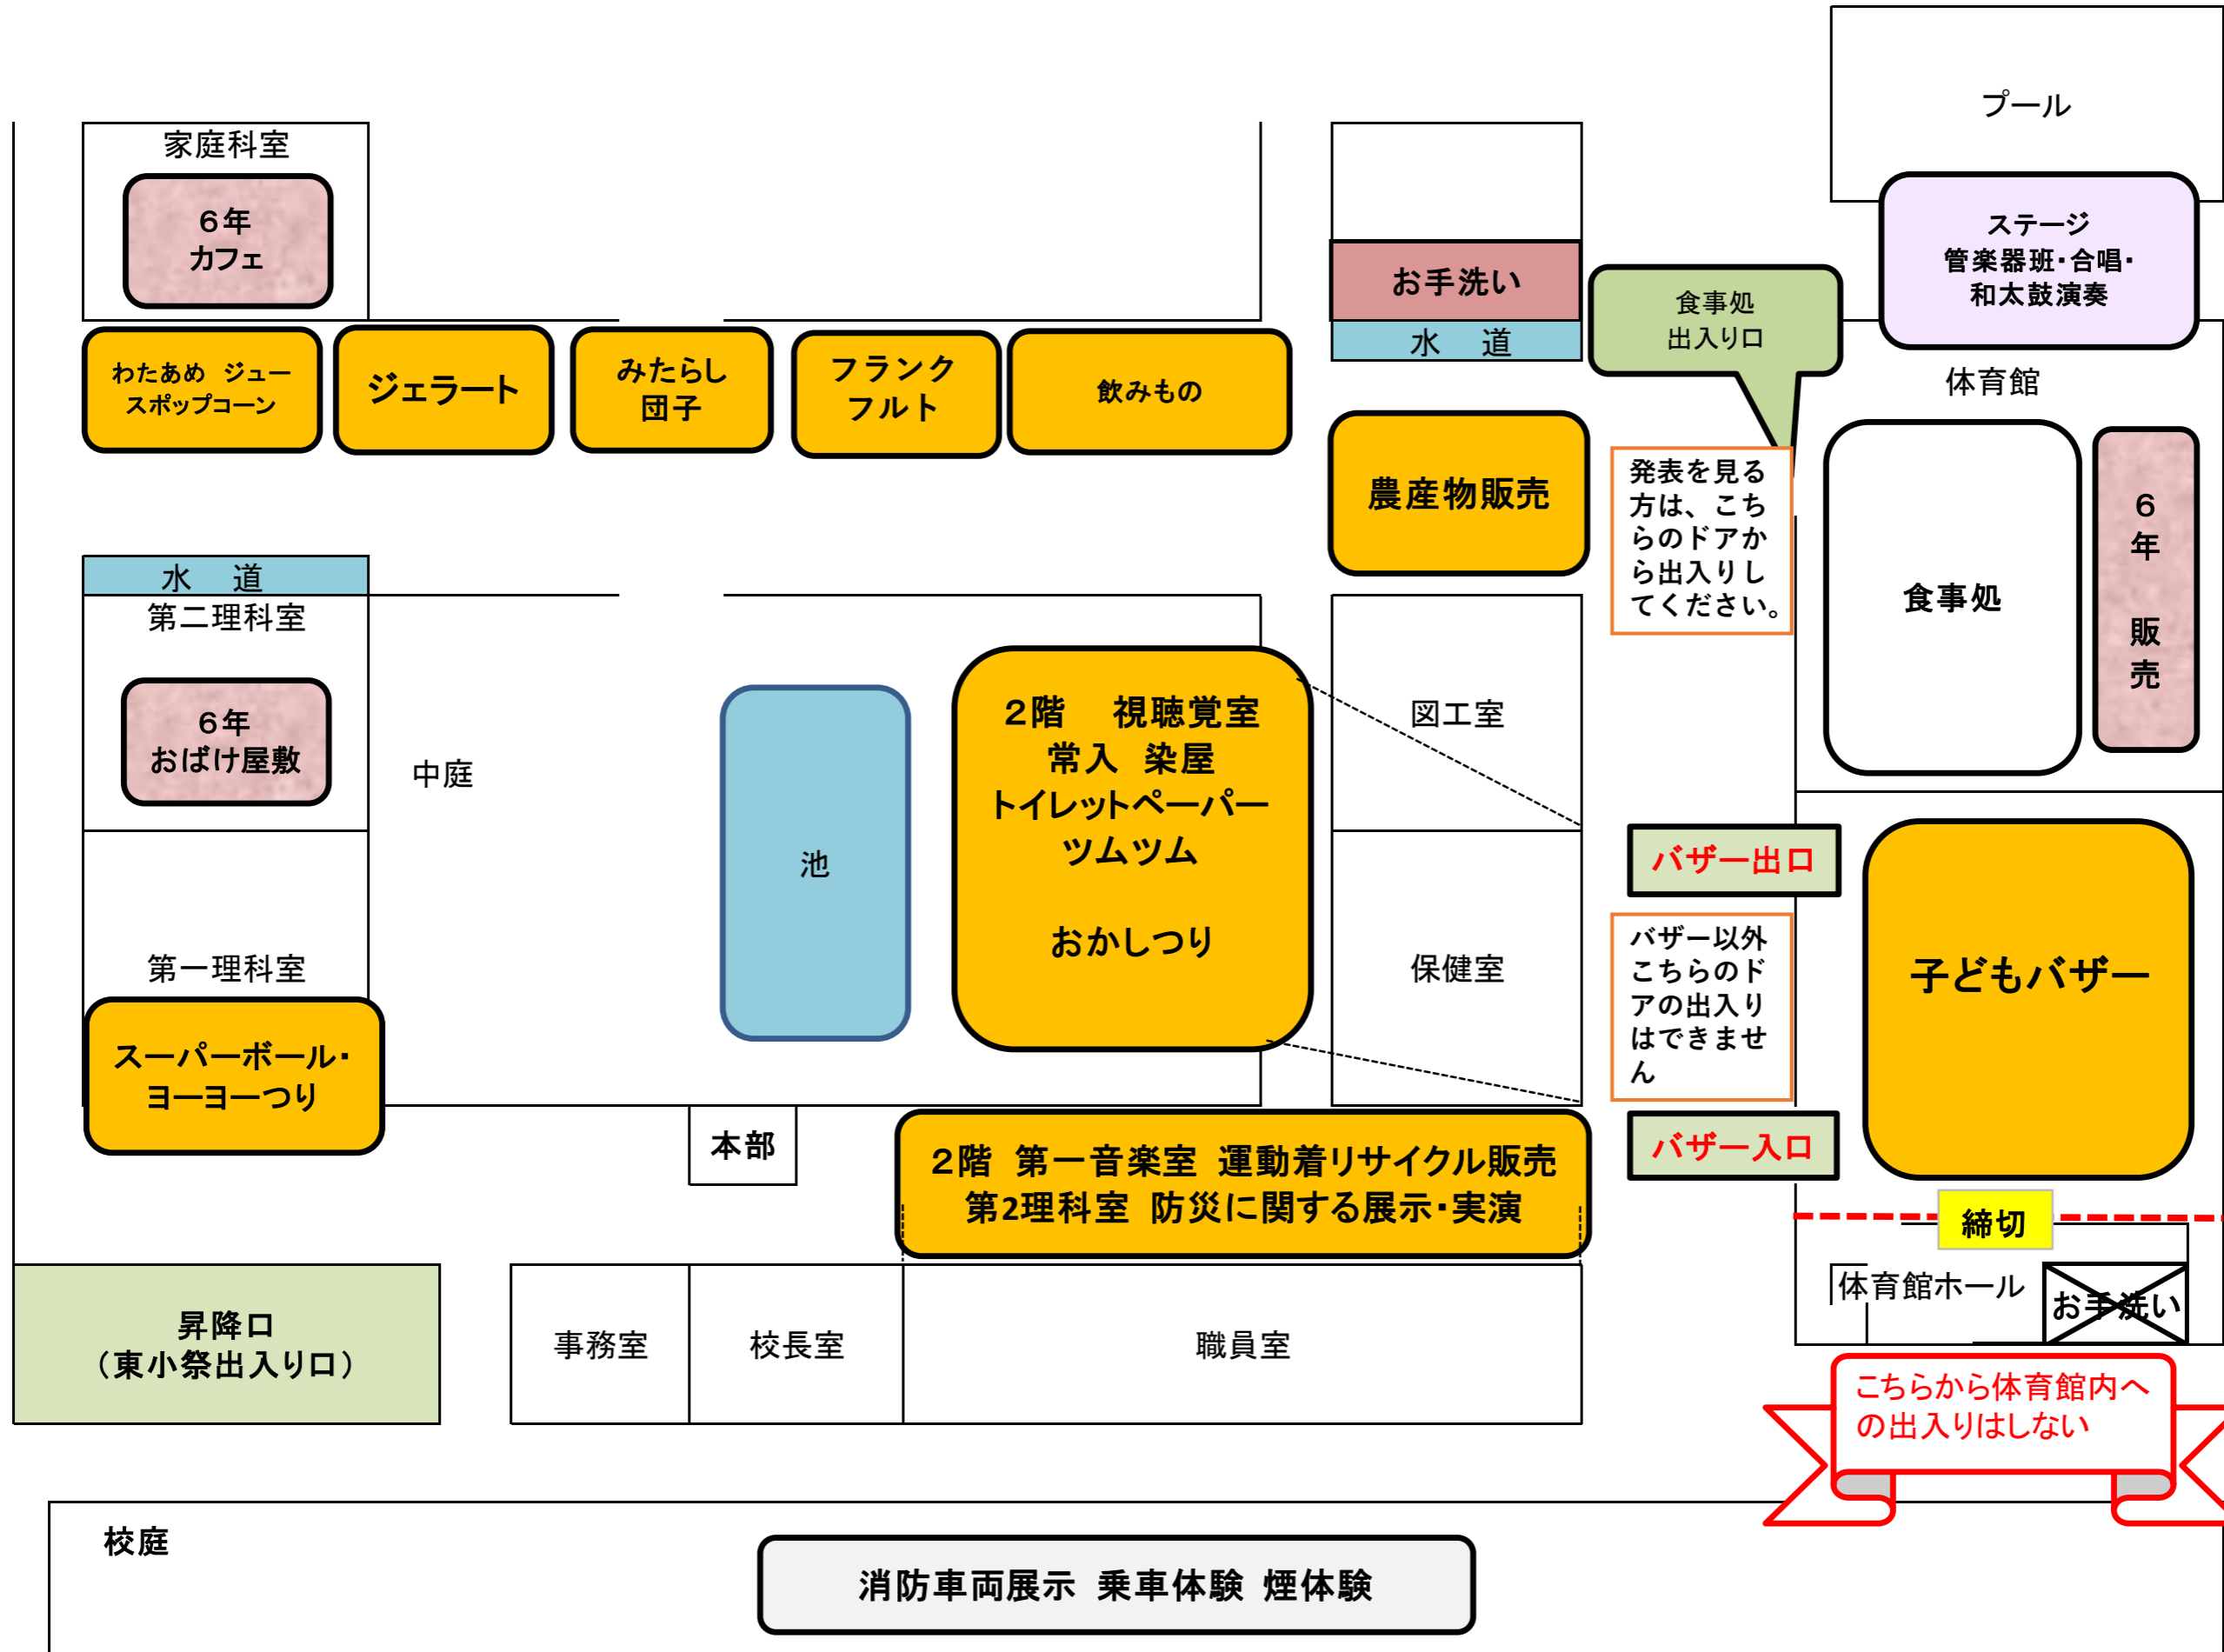 プール
家庭科室
6年
カフェ
お手洗い
水 道
食事処
出入り口
ステージ
管楽器班・合唱・
和太鼓演奏
体育館
わたあめ ジュー
スポップコーン
ジェラート
みたらし
団子
フランク
フルト
飲みもの
農産物販売
発表を見る
方は、こち
らのドアか
ら出入りし
てください。
食事処
6
年
販
売
水 道
第二理科室
6年
おばけ屋敷
中庭
池
2階 視聴覚室
常入 染屋
トイレットペーパー
ツムツム
おかしつり
図工室
保健室
バザー出口
バザー以外
こちらのド
アの出入り
はできませ
ん
バザー入口
子どもバザー
第一理科室
スーパーボール・
ヨーヨーつり
本部
2階 第一音楽室 運動着リサイクル販売
第2理科室 防災に関する展示・実演
締切
体育館ホール
お手洗い
昇降口
（東小祭出入り口）
事務室
校長室
職員室
こちらから体育館内へ
の出入りはしない
校庭
消防車両展示 乗車体験 煙体験